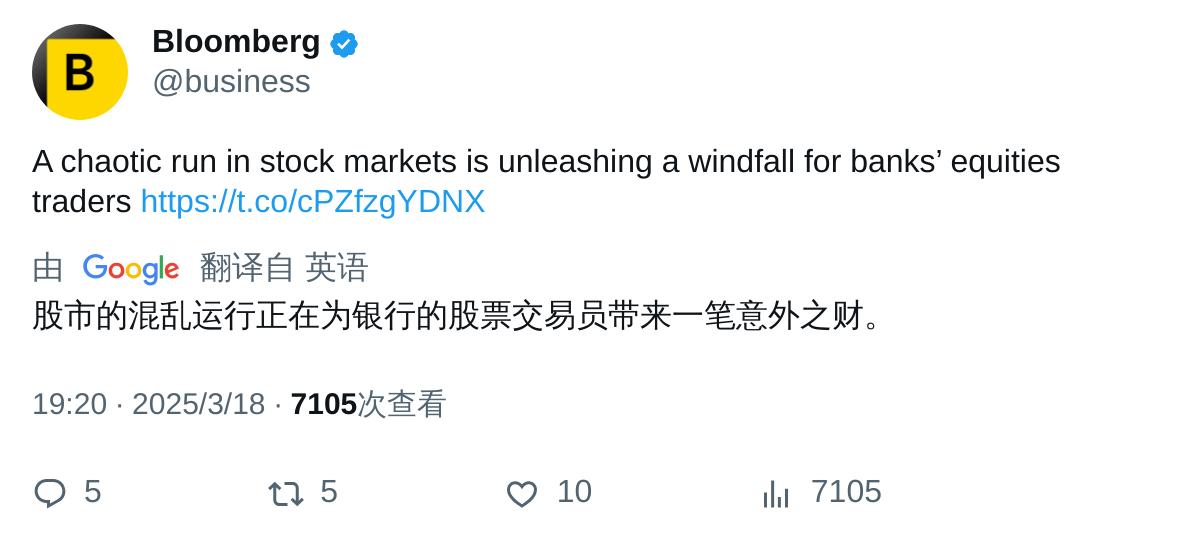 B
Bloomberg
@business
A chaotic run in stock markets is unleashing a windfall for banks’ equities
traders https://t.co/cPZfzgYDNX
由 Google 翻译自 英语
股市的混乱运行正在为银行的股票交易员带来一笔意外之财。
19:20 · 2025/3/18 · 7105次查看
5 5 10 7105